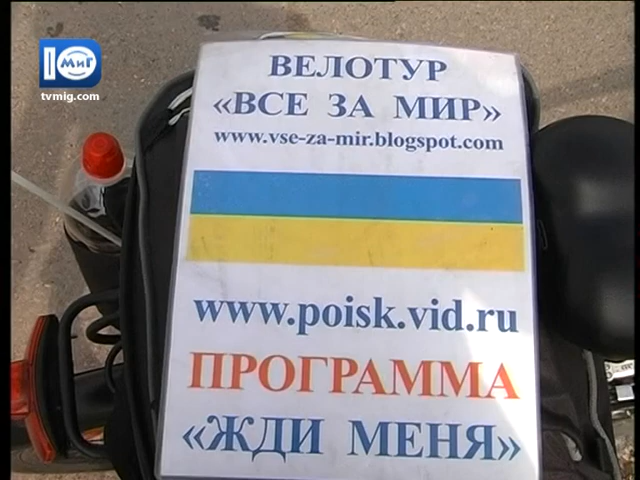 10 МиГ
tvmig.com
ВЕЛОТУР
«ВСЕ ЗА МИР»
www.vse-za-mir.blogspot.com
www.poisk.vid.ru
ПРОГРАММА
«ЖДИ МЕНЯ»